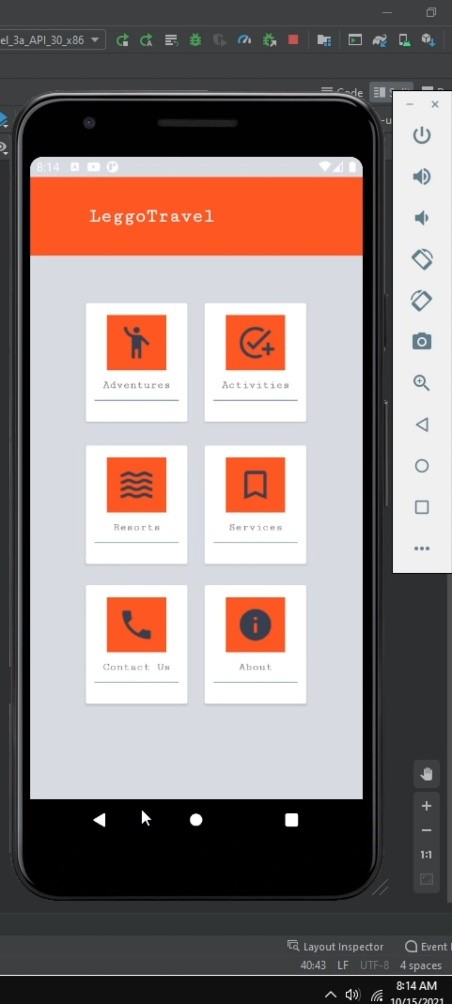 el_3a_API_30_x86
Code
8:14
LeggoTravel
Adventures
Activities
Resorts
Services
Contact Us
About
1:1
Layout Inspector
Event
40:43 LF UTF-8 4 spaces
8:14 AM
10/15/2021